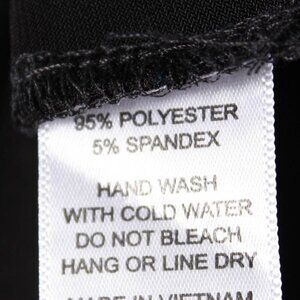 95% POLYESTER
5% SPANDEX
HAND WASH
WITH COLD WATER
DO NOT BLEACH
HANG OR LINE DRY
MADE IN VIETNAM